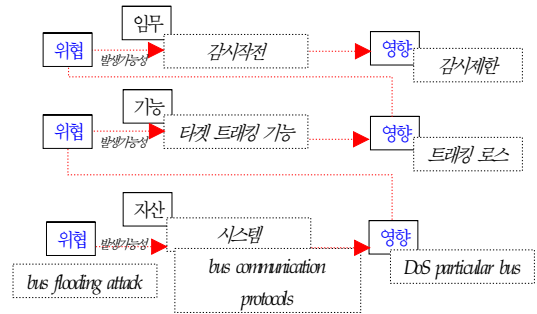 임무
위협
발생가능성
감시작전
영향
감시제한
기능
위협
발생가능성
타겟 트래킹 기능
영향
트래킹 로스
자산
위협
발생가능성
시스템
영향
bus flooding attack
bus communication
protocols
DoS particular bus